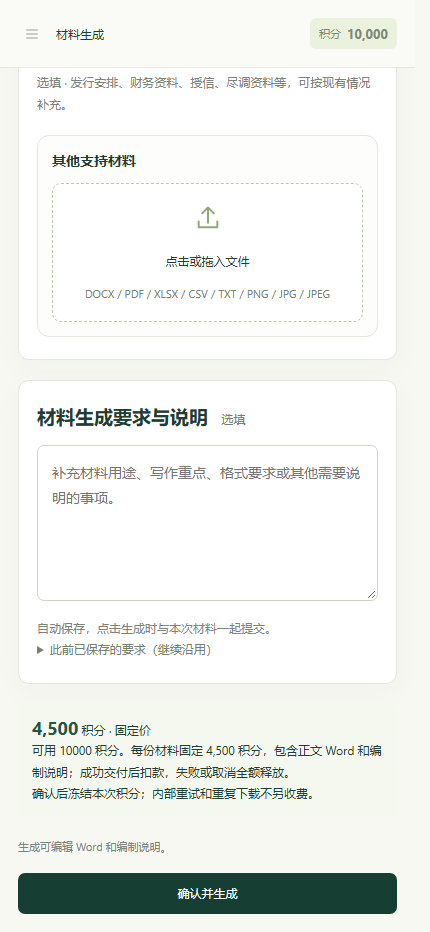 材料生成
积分 10,000
选填 · 发行安排、财务资料、授信、尽调资料等，可按现有情况
补充。
其他支持材料
点击或拖入文件
DOCX / PDF / XLSX / CSV / TXT / PNG / JPG / JPEG
材料生成要求与说明 选填
补充材料用途、写作重点、格式要求或其他需要说
明的事项。
自动保存，点击生成时与本次材料一起提交。
此前已保存的要求（继续沿用）
4,500 积分 · 固定价
可用 10000 积分。每份材料固定 4,500 积分，包含正文 Word 和编
制说明；成功交付后扣款，失败或取消全额释放。
确认后冻结本次积分；内部重试和重复下载不另收费。
生成可编辑 Word 和编制说明。
确认并生成